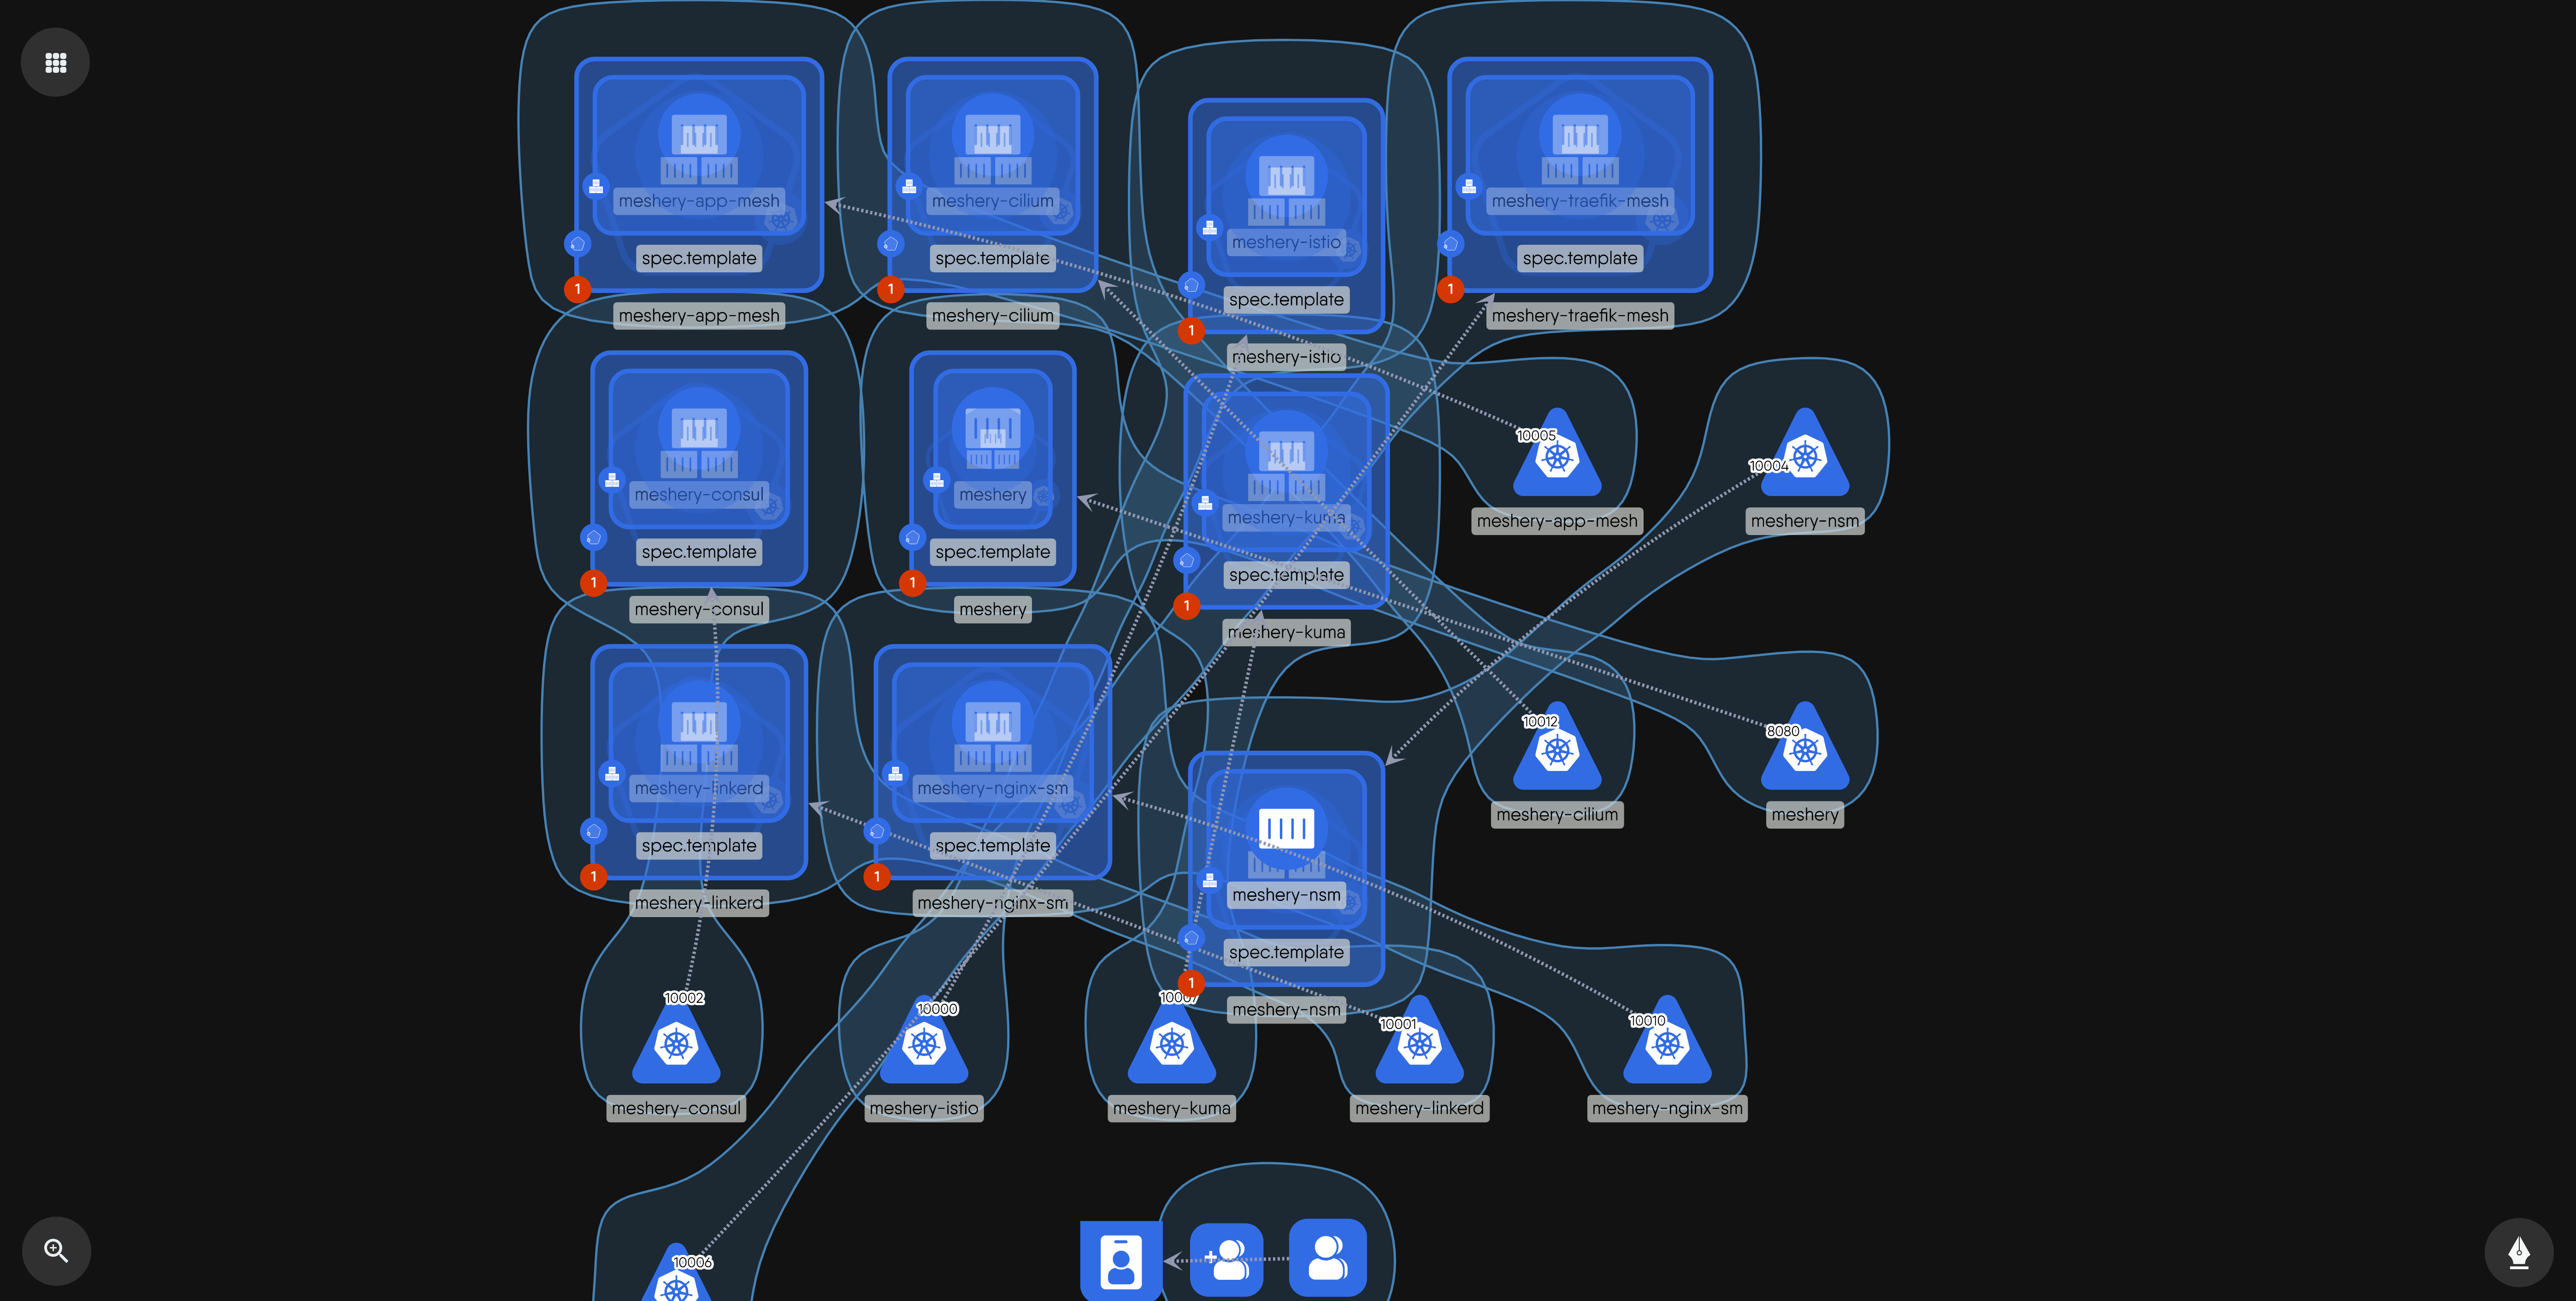 meshery-app-mesh
spec.template
1
meshery-app-mesh
meshery-cilium
spec.template
1
meshery-cilium
meshery-istio
spec.template
1
meshery-istio
meshery-traefik-mesh
spec.template
1
meshery-traefik-mesh
meshery-consul
spec.template
1
meshery-consul
meshery
spec.template
1
meshery
meshery-kuma
spec.template
1
meshery-kuma
10005
meshery-app-mesh
10004
meshery-nsm
meshery-linkerd
spec.template
1
meshery-linkerd
meshery-nginx-sm
spec.template
1
meshery-nginx-sm
meshery-nsm
spec.template
1
meshery-nsm
10012
meshery-cilium
8080
meshery
10002
meshery-consul
10000
meshery-istio
10007
meshery-kuma
10001
meshery-linkerd
10010
meshery-nginx-sm
10006